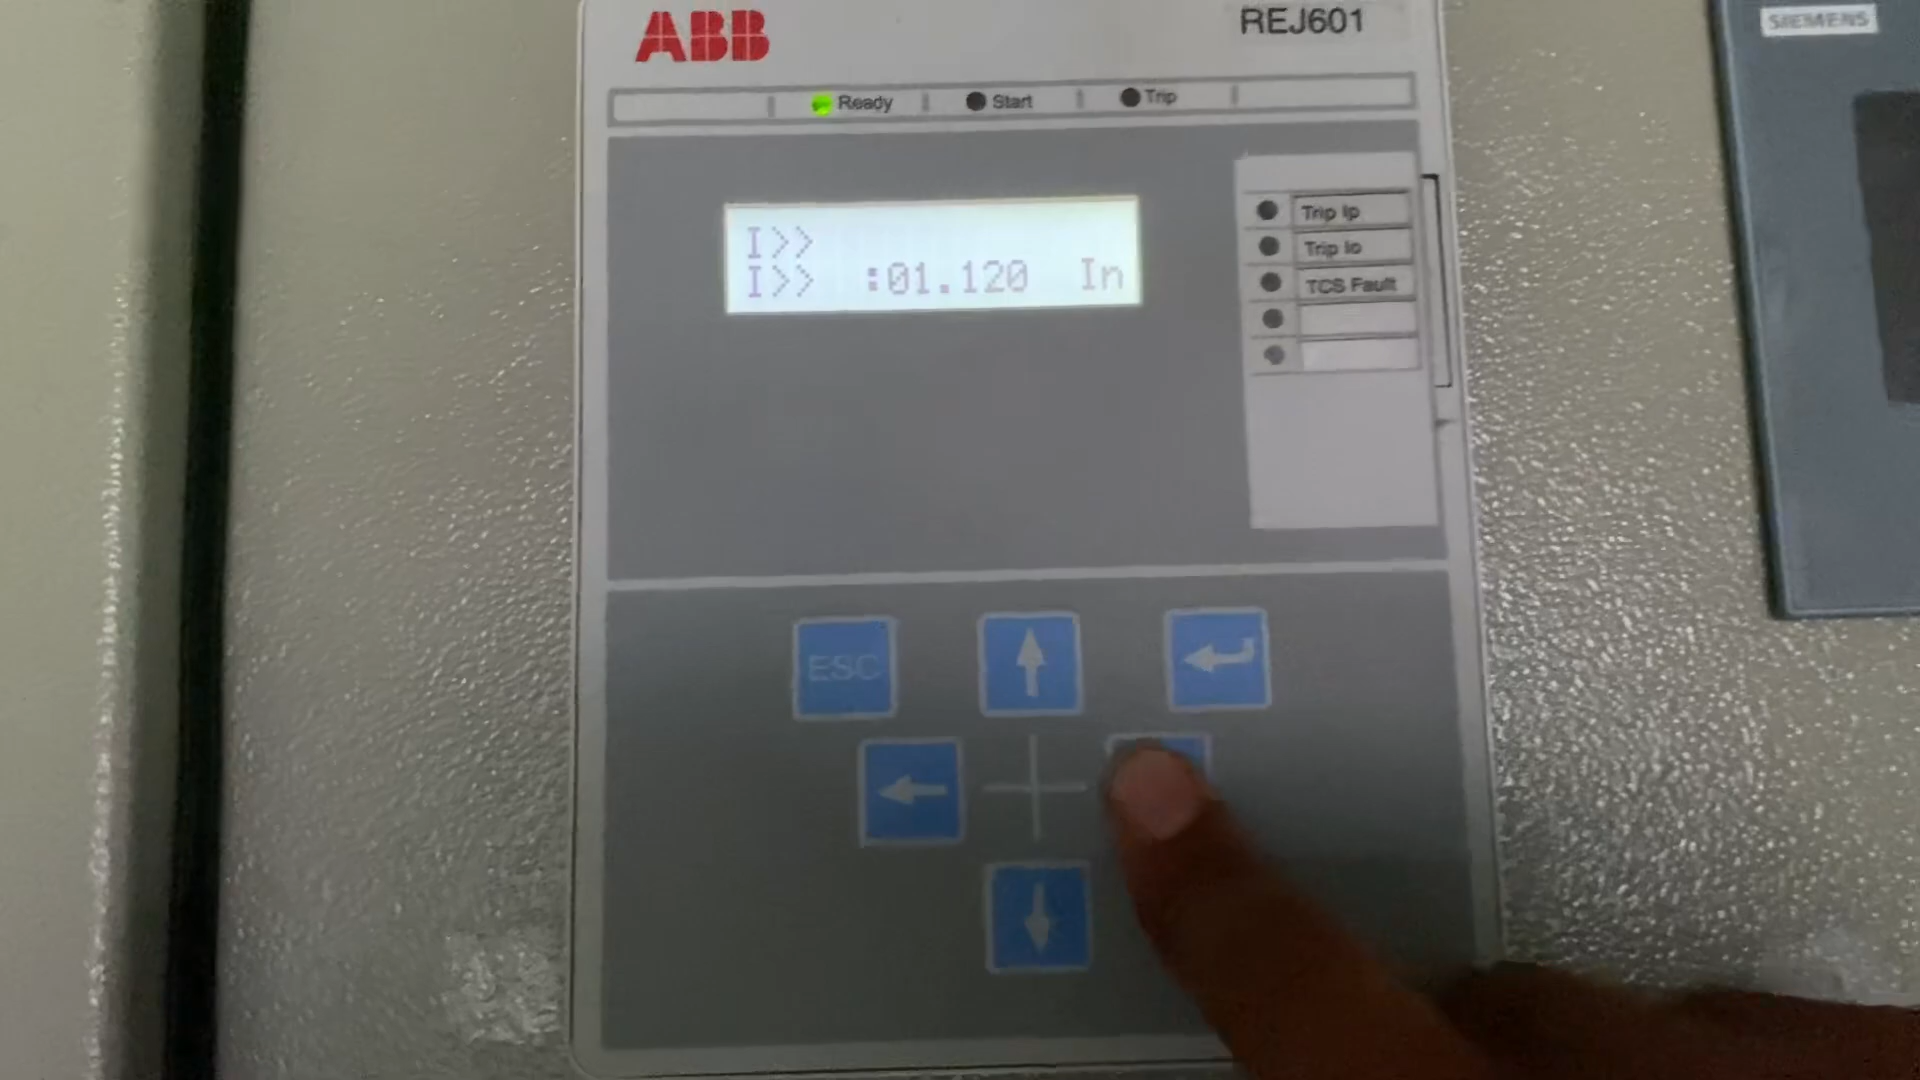 ABB
REJ601
SIEMENS
Ready
Start
Trip
I>>
I>> :01.120 In
Trip Ip
Trip Io
TCS Fault
ESC